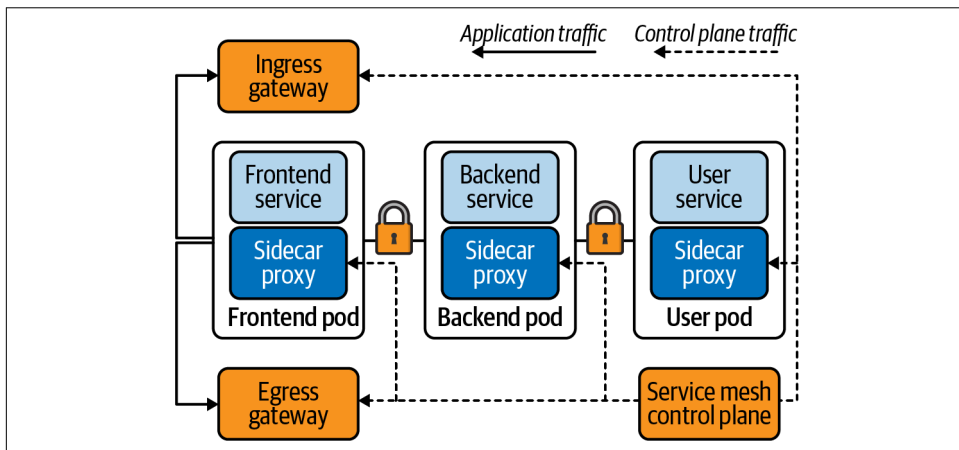 Application traffic
Control plane traffic
Ingress
gateway
Frontend
service
Backend
service
User
service
Sidecar
proxy
Sidecar
proxy
Sidecar
proxy
Frontend pod
Backend pod
User pod
Egress
gateway
Service mesh
control plane